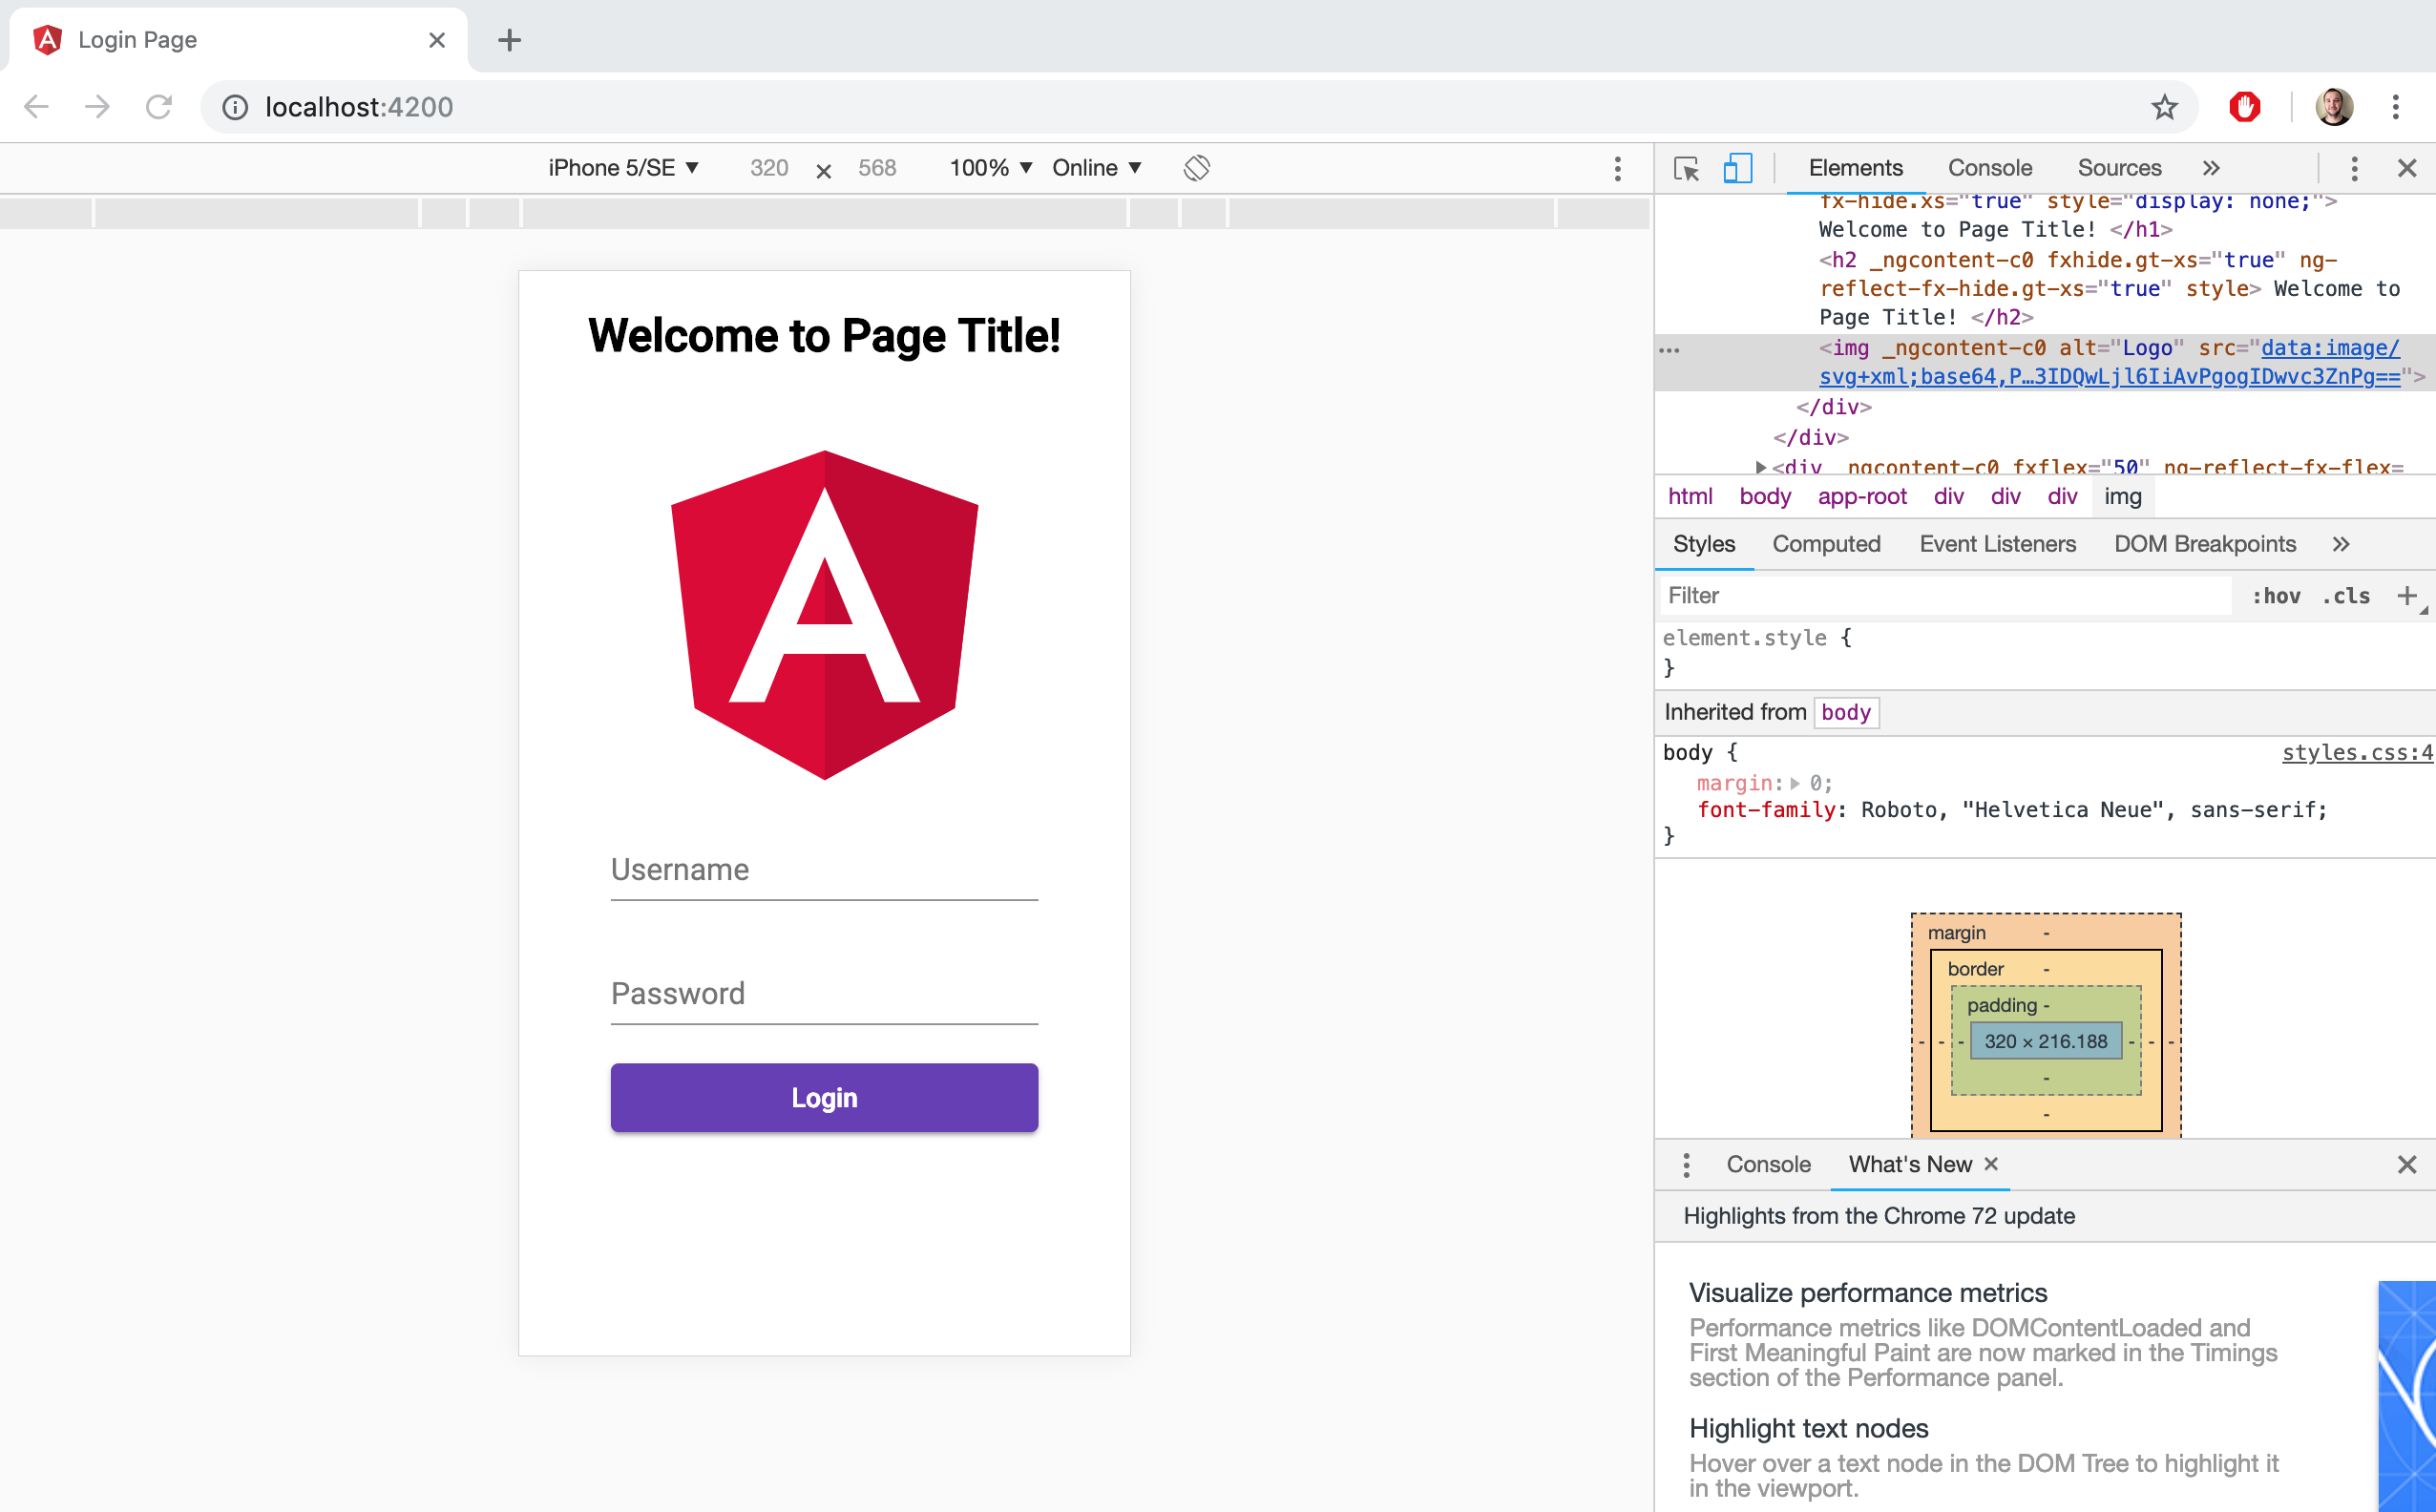 Login Page
localhost:4200
iPhone 5/SE ▼ 320 × 568 100% ▼ Online ▼
Welcome to Page Title!
Username
Password
Login
Elements Console Sources »
fx-hide.xs="true" style="display: none;">
Welcome to Page Title! </h1>
<h2 _ngcontent-c0 fxhide.gt-xs="true" ng-
reflect-fx-hide.gt-xs="true" style> Welcome to
Page Title! </h2>
… <img _ngcontent-c0 alt="Logo" src="data:image/
svg+xml;base64,P…3IDQwLjl6IiAvPgogIDwvc3ZnPg==">
</div>
</div>
▶<div _ngcontent-c0 fxflex="50" ng-reflect-fx-flex=
html body app-root div div div img
Styles Computed Event Listeners DOM Breakpoints »
Filter :hov .cls +
element.style {
}
Inherited from body
body { styles.css:4
margin:▶ 0;
font-family: Roboto, "Helvetica Neue", sans-serif;
}
margin -
border -
padding -
- - - 320 × 216.188 - - -
-
-
Console What's New ×
Highlights from the Chrome 72 update
Visualize performance metrics
Performance metrics like DOMContentLoaded and
First Meaningful Paint are now marked in the Timings
section of the Performance panel.
Highlight text nodes
Hover over a text node in the DOM Tree to highlight it
in the viewport.